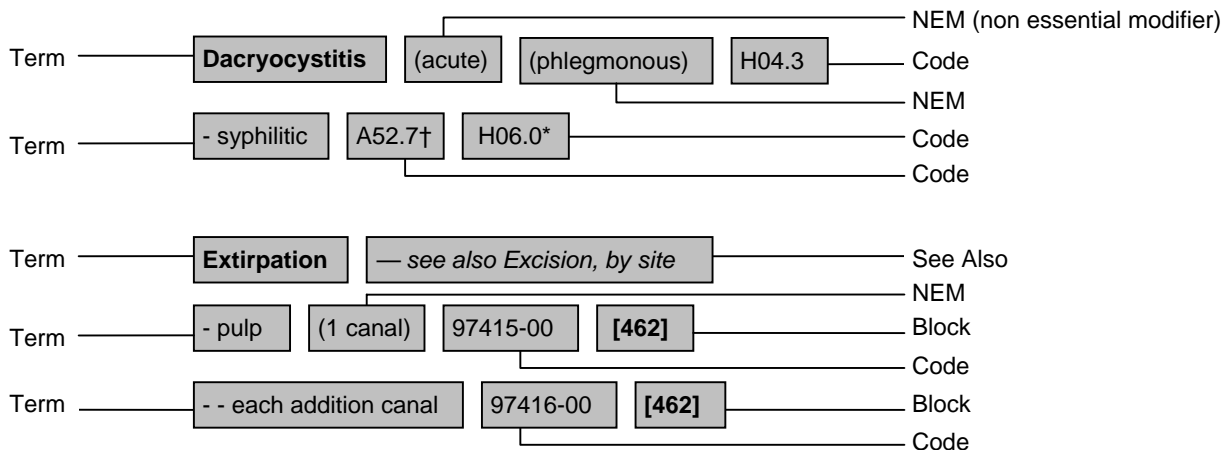 NEM (non essential modifier)
Term Dacryocystitis (acute) (phlegmonous) H04.3 Code
NEM
Term - syphilitic A52.7† H06.0* Code
Code
Term Extirpation — see also Excision, by site See Also
NEM
Term - pulp (1 canal) 97415-00 [462] Block
Code
Term - - each addition canal 97416-00 [462] Block
Code